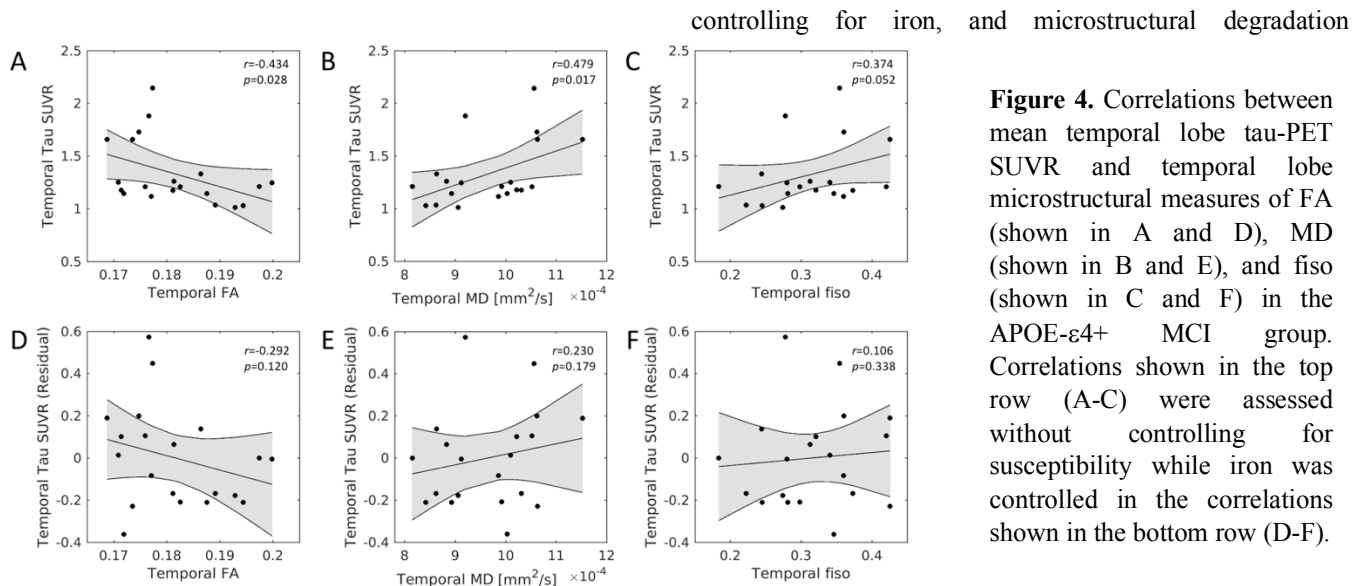 controlling for iron, and microstructural degradation
A
2.5
2
1.5
1
0.5
Temporal Tau SUVR
r=-0.434
p=0.028
0.17 0.18 0.19 0.2
Temporal FA
B
2.5
2
1.5
1
0.5
Temporal Tau SUVR
r=0.479
p=0.017
8 9 10 11 12
Temporal MD [mm²/s] ×10⁻⁴
C
2.5
2
1.5
1
0.5
Temporal Tau SUVR
r=0.374
p=0.052
0.2 0.3 0.4
Temporal fiso
D
0.6
0.4
0.2
0
-0.2
-0.4
Temporal Tau SUVR (Residual)
r=-0.292
p=0.120
0.17 0.18 0.19 0.2
Temporal FA
E
0.6
0.4
0.2
0
-0.2
-0.4
Temporal Tau SUVR (Residual)
r=0.230
p=0.179
8 9 10 11 12
Temporal MD [mm²/s] ×10⁻⁴
F
0.6
0.4
0.2
0
-0.2
-0.4
Temporal Tau SUVR (Residual)
r=0.106
p=0.338
0.2 0.3 0.4
Temporal fiso
Figure 4. Correlations between
mean temporal lobe tau-PET
SUVR and temporal lobe
microstructural measures of FA
(shown in A and D), MD
(shown in B and E), and fiso
(shown in C and F) in the
APOE-ε4+ MCI group.
Correlations shown in the top
row (A-C) were assessed
without controlling for
susceptibility while iron was
controlled in the correlations
shown in the bottom row (D-F).